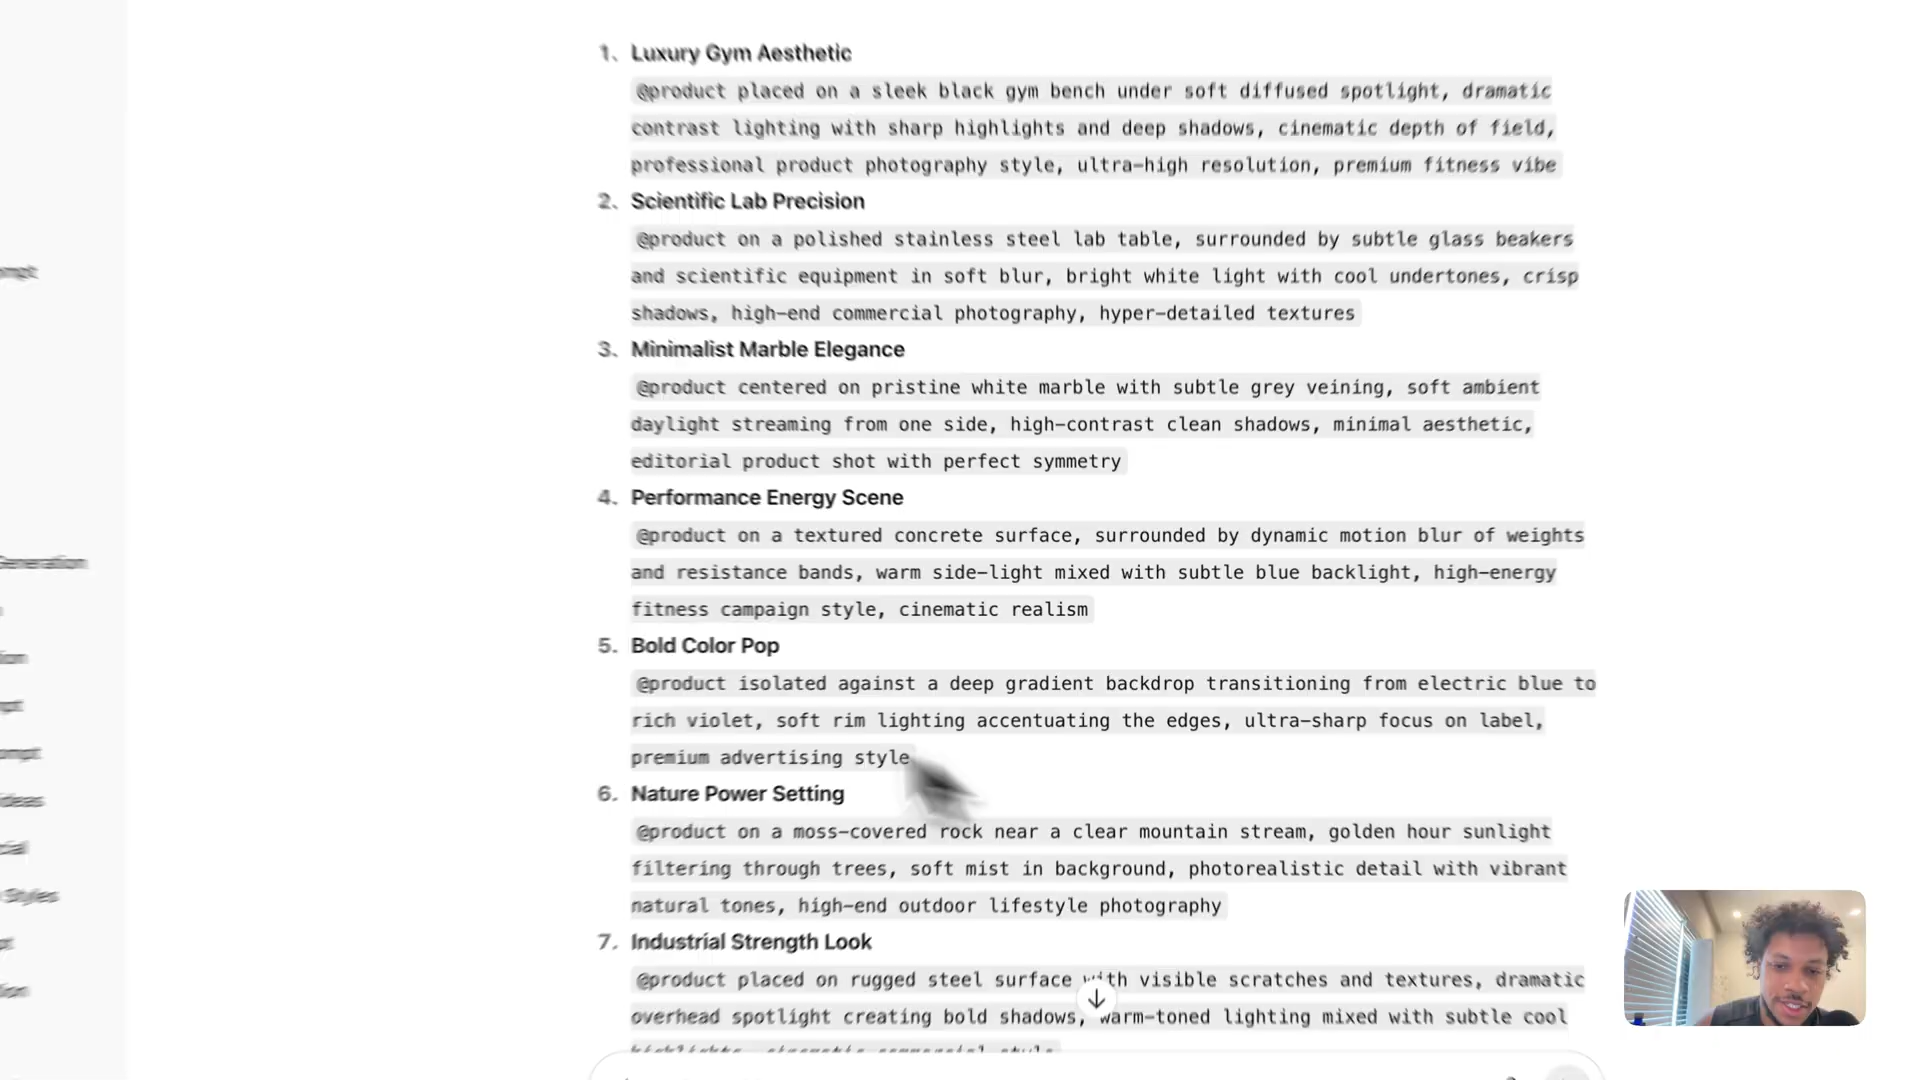 1. Luxury Gym Aesthetic
@product placed on a sleek black gym bench under soft diffused spotlight, dramatic
contrast lighting with sharp highlights and deep shadows, cinematic depth of field,
professional product photography style, ultra-high resolution, premium fitness vibe
2. Scientific Lab Precision
@product on a polished stainless steel lab table, surrounded by subtle glass beakers
and scientific equipment in soft blur, bright white light with cool undertones, crisp
shadows, high-end commercial photography, hyper-detailed textures
3. Minimalist Marble Elegance
@product centered on pristine white marble with subtle grey veining, soft ambient
daylight streaming from one side, high-contrast clean shadows, minimal aesthetic,
editorial product shot with perfect symmetry
4. Performance Energy Scene
@product on a textured concrete surface, surrounded by dynamic motion blur of weights
and resistance bands, warm side-light mixed with subtle blue backlight, high-energy
fitness campaign style, cinematic realism
5. Bold Color Pop
@product isolated against a deep gradient backdrop transitioning from electric blue to
rich violet, soft rim lighting accentuating the edges, ultra-sharp focus on label,
premium advertising style
6. Nature Power Setting
@product on a moss-covered rock near a clear mountain stream, golden hour sunlight
filtering through trees, soft mist in background, photorealistic detail with vibrant
natural tones, high-end outdoor lifestyle photography
7. Industrial Strength Look
@product placed on rugged steel surface with visible scratches and textures, dramatic
overhead spotlight creating bold shadows, warm-toned lighting mixed with subtle cool
Generation
Styles